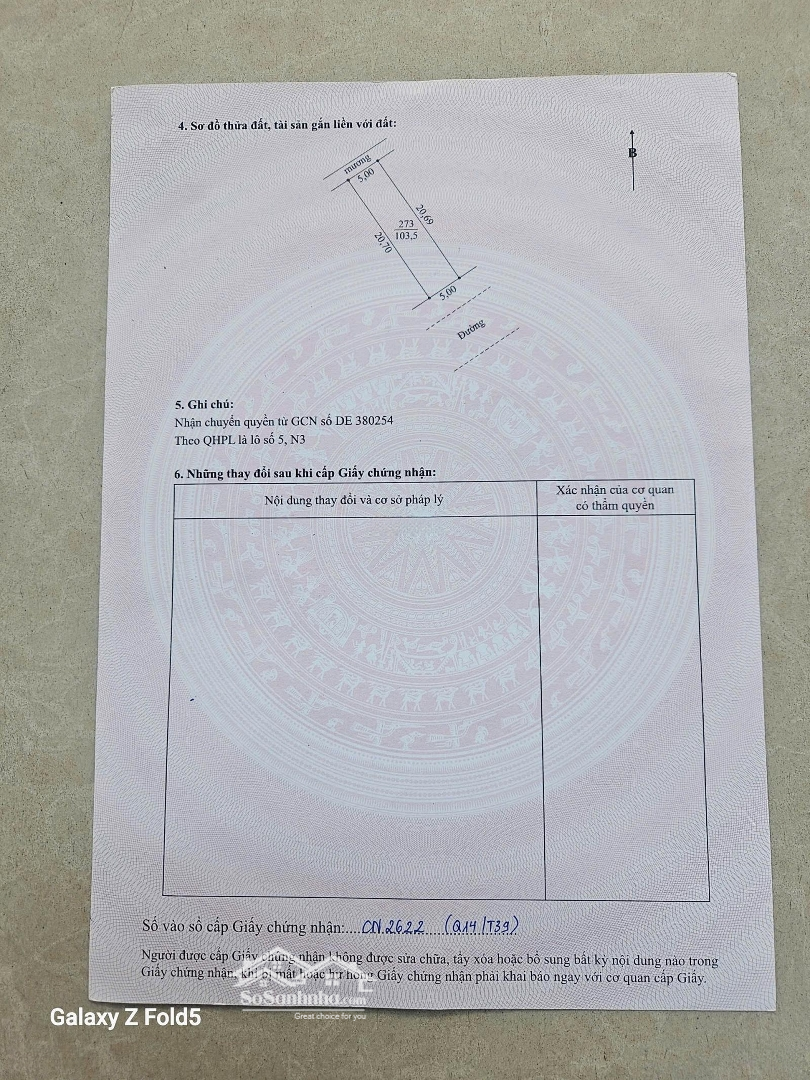 4. Sơ đồ thửa đất, tài sản gắn liền với đất:
B
mương
5,00
20,69
273
103,5
20,70
5,00
Đường
5. Ghi chú:
Nhận chuyển quyền từ GCN số DE 380254
Theo QHPL là lô số 5, N3
6. Những thay đổi sau khi cấp Giấy chứng nhận:
Nội dung thay đổi và cơ sở pháp lý
Xác nhận của cơ quan
có thẩm quyền
Số vào sổ cấp Giấy chứng nhận:....CN.2622...(Q14/T39)
Người được cấp Giấy chứng nhận không được sửa chữa, tẩy xóa hoặc bổ sung bất kỳ nội dung nào trong
Giấy chứng nhận, khi bị mất hoặc hư hỏng Giấy chứng nhận phải khai báo ngay với cơ quan cấp Giấy.
SoSanhnha.com
Great choice for you
Galaxy Z Fold5